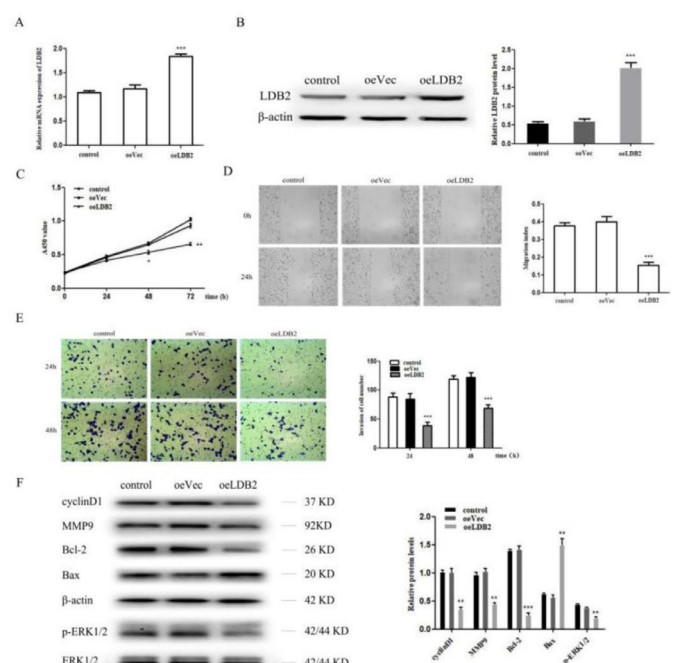 A
Relative mRNA expression of LDB2
2.0
1.5
1.0
0.5
0.0
***
control oeVec oeLDB2
B
control oeVec oeLDB2
LDB2
β-actin
Relative LDB2 protein level
2.5
2.0
1.5
1.0
0.5
0.0
***
control oeVec oeLDB2
C
A450 value
1.5
1.0
0.5
0.0
control
oeVec
oeLDB2
*
**
0 24 48 72 time (h)
D
control oeVec oeLDB2
0h
24h
Migration index
0.5
0.4
0.3
0.2
0.1
0.0
***
control oeVec oeLDB2
E
control oeVec oeLDB2
24h
48h
Invasion of cell number
150
100
50
0
control
oeVec
oeLDB2
***
***
24 48 time (h)
F
control oeVec oeLDB2
cyclinD1 37 KD
MMP9 92KD
Bcl-2 26 KD
Bax 20 KD
β-actin 42 KD
p-ERK1/2 42/44 KD
ERK1/2 42/44 KD
Relative protein levels
2.0
1.5
1.0
0.5
0.0
control
oeVec
oeLDB2
** ** *** ** **
cyclinD1 MMP9 Bcl-2 Bax p-ERK1/2